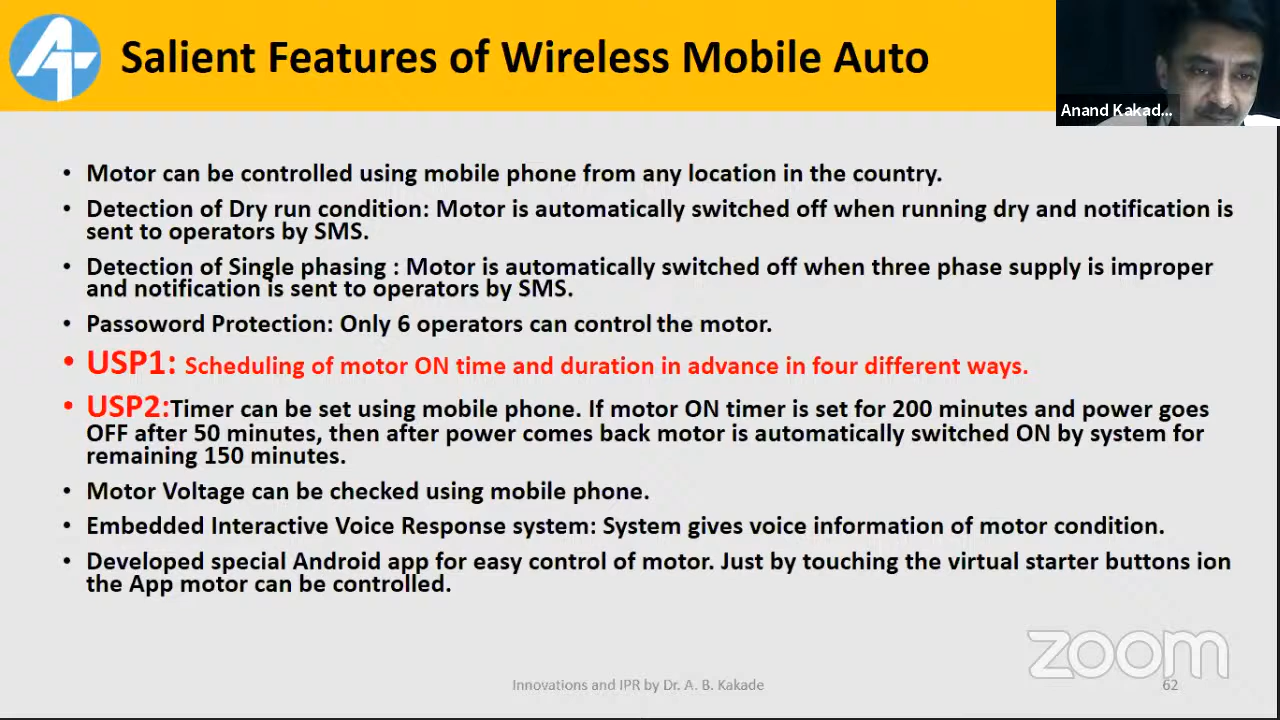 Salient Features of Wireless Mobile Auto
Anand Kakad...
• Motor can be controlled using mobile phone from any location in the country.
• Detection of Dry run condition: Motor is automatically switched off when running dry and notification is
sent to operators by SMS.
• Detection of Single phasing : Motor is automatically switched off when three phase supply is improper
and notification is sent to operators by SMS.
• Passoword Protection: Only 6 operators can control the motor.
• USP1: Scheduling of motor ON time and duration in advance in four different ways.
• USP2:Timer can be set using mobile phone. If motor ON timer is set for 200 minutes and power goes
OFF after 50 minutes, then after power comes back motor is automatically switched ON by system for
remaining 150 minutes.
• Motor Voltage can be checked using mobile phone.
• Embedded Interactive Voice Response system: System gives voice information of motor condition.
• Developed special Android app for easy control of motor. Just by touching the virtual starter buttons ion
the App motor can be controlled.
zoom
Innovations and IPR by Dr. A. B. Kakade
62